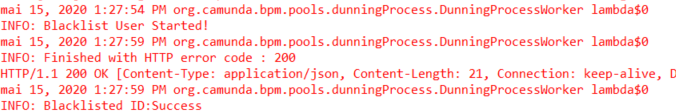 mai 15, 2020 1:27:54 PM org.camunda.bpm.pools.dunningProcess.DunningProcessWorker lambda$0
INFO: Blacklist User Started!
mai 15, 2020 1:27:59 PM org.camunda.bpm.pools.dunningProcess.DunningProcessWorker lambda$0
INFO: Finished with HTTP error code : 200
HTTP/1.1 200 OK [Content-Type: application/json, Content-Length: 21, Connection: keep-alive, D
mai 15, 2020 1:27:59 PM org.camunda.bpm.pools.dunningProcess.DunningProcessWorker lambda$0
INFO: Blacklisted ID:Success